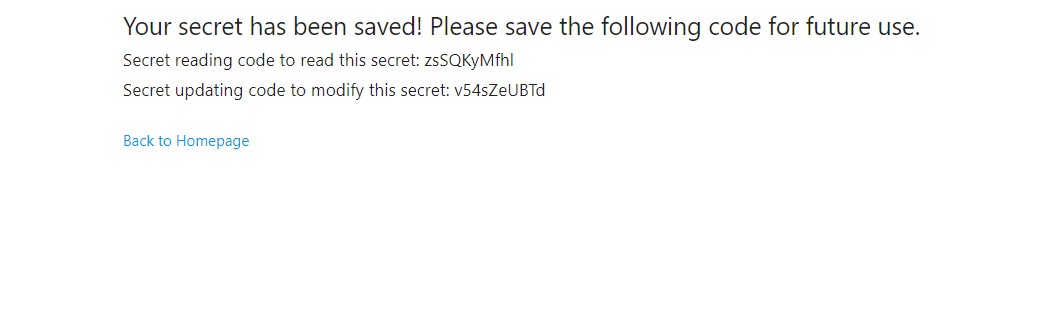 Your secret has been saved! Please save the following code for future use.
Secret reading code to read this secret: zsSQKyMfhl
Secret updating code to modify this secret: v54sZeUBTd
Back to Homepage